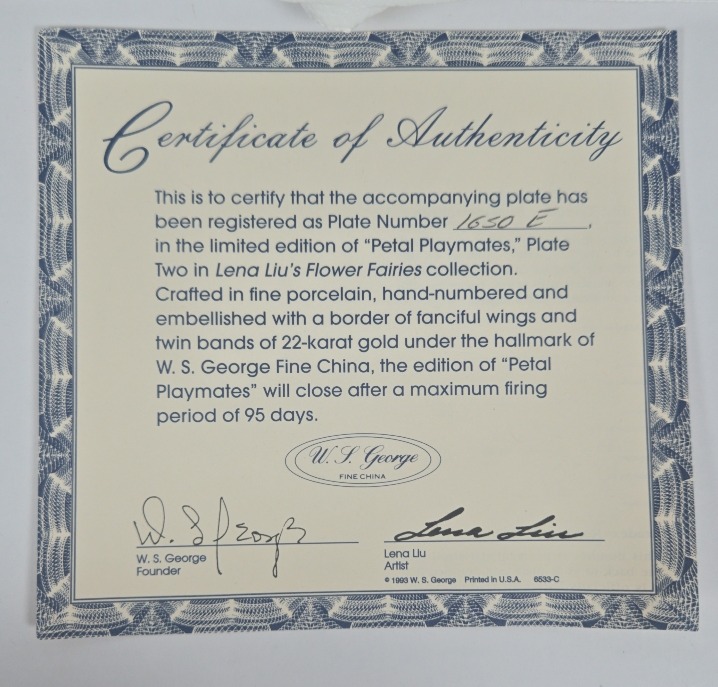 Certificate of Authenticity
This is to certify that the accompanying plate has
been registered as Plate Number 1650 E,
in the limited edition of “Petal Playmates,” Plate
Two in Lena Liu's Flower Fairies collection.
Crafted in fine porcelain, hand-numbered and
embellished with a border of fanciful wings and
twin bands of 22-karat gold under the hallmark of
W. S. George Fine China, the edition of “Petal
Playmates” will close after a maximum firing
period of 95 days.
W. S. George
FINE CHINA
W. S. George
Lena Liu
W. S. George
Founder
Lena Liu
Artist
© 1993 W. S. George Printed in U.S.A. 6533-C